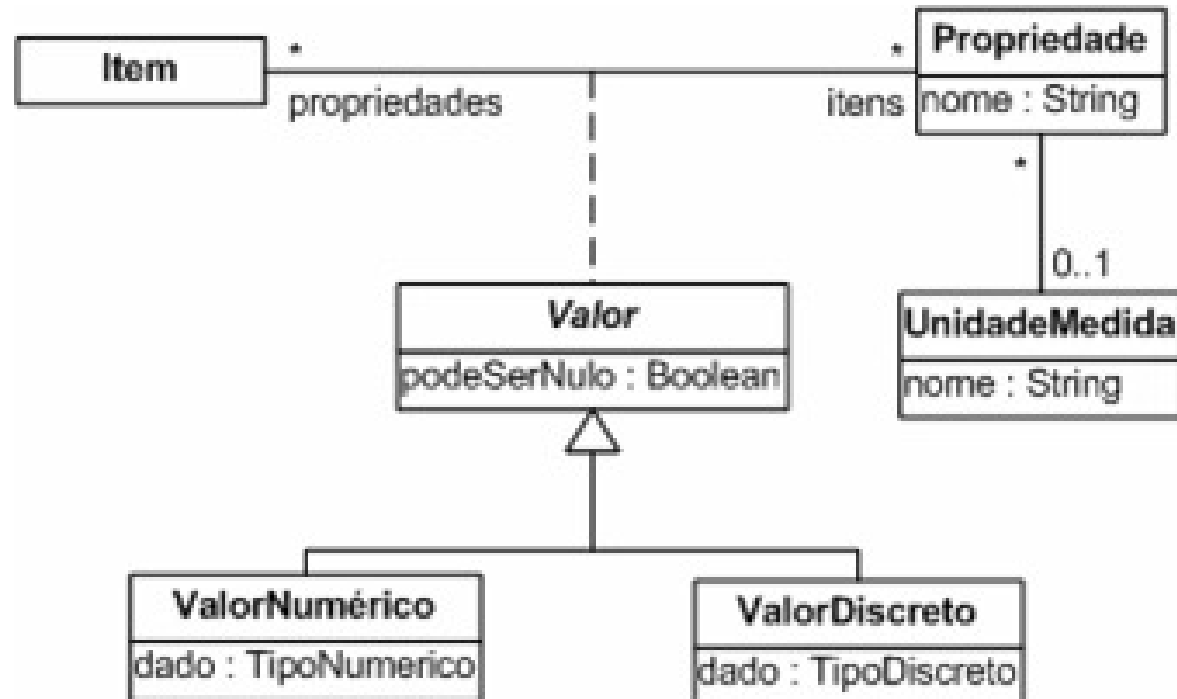 Item
*
propriedades
*
itens
Propriedade
nome : String
*
0..1
UnidadeMedida
nome : String
Valor
podeSerNulo : Boolean
ValorNumérico
dado : TipoNumerico
ValorDiscreto
dado : TipoDiscreto